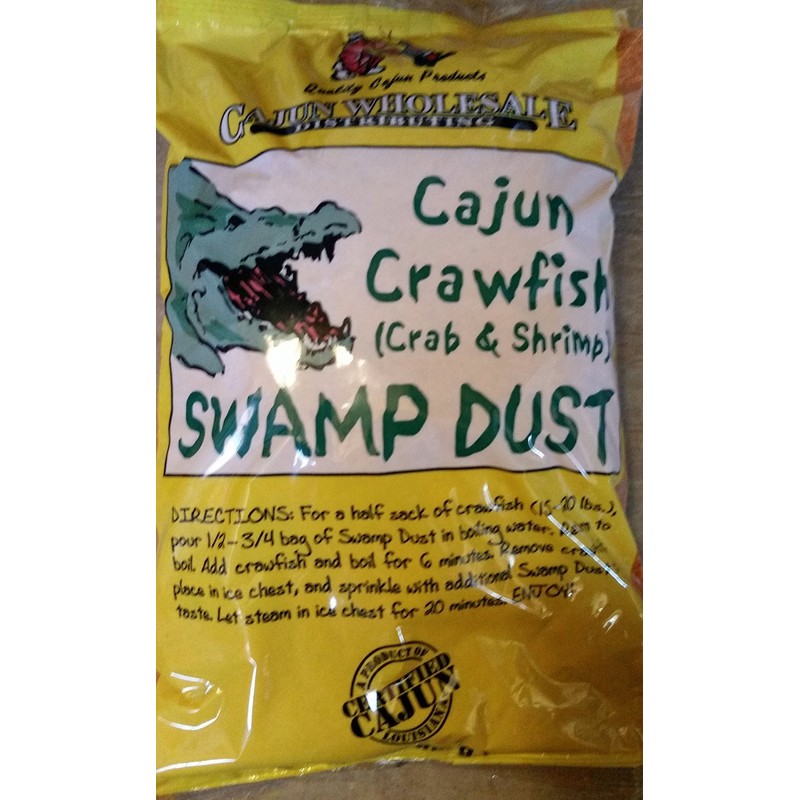 Quality Cajun Products
CAJUN WHOLESALE
DISTRIBUTING
Cajun
Crawfish
(Crab & Shrimp)
SWAMP DUST
DIRECTIONS: For a half sack of crawfish (15-20 lbs.),
pour 1/2-3/4 bag of Swamp Dust in boiling water. to
boil. Add crawfish and boil for 6 minutes. Remove
place in ice chest, and sprinkle with additional Swamp Dust
taste. Let steam in ice chest for 20 minutes. ENJOY!
A PRODUCT OF
CERTIFIED
CAJUN
LOUISIANA